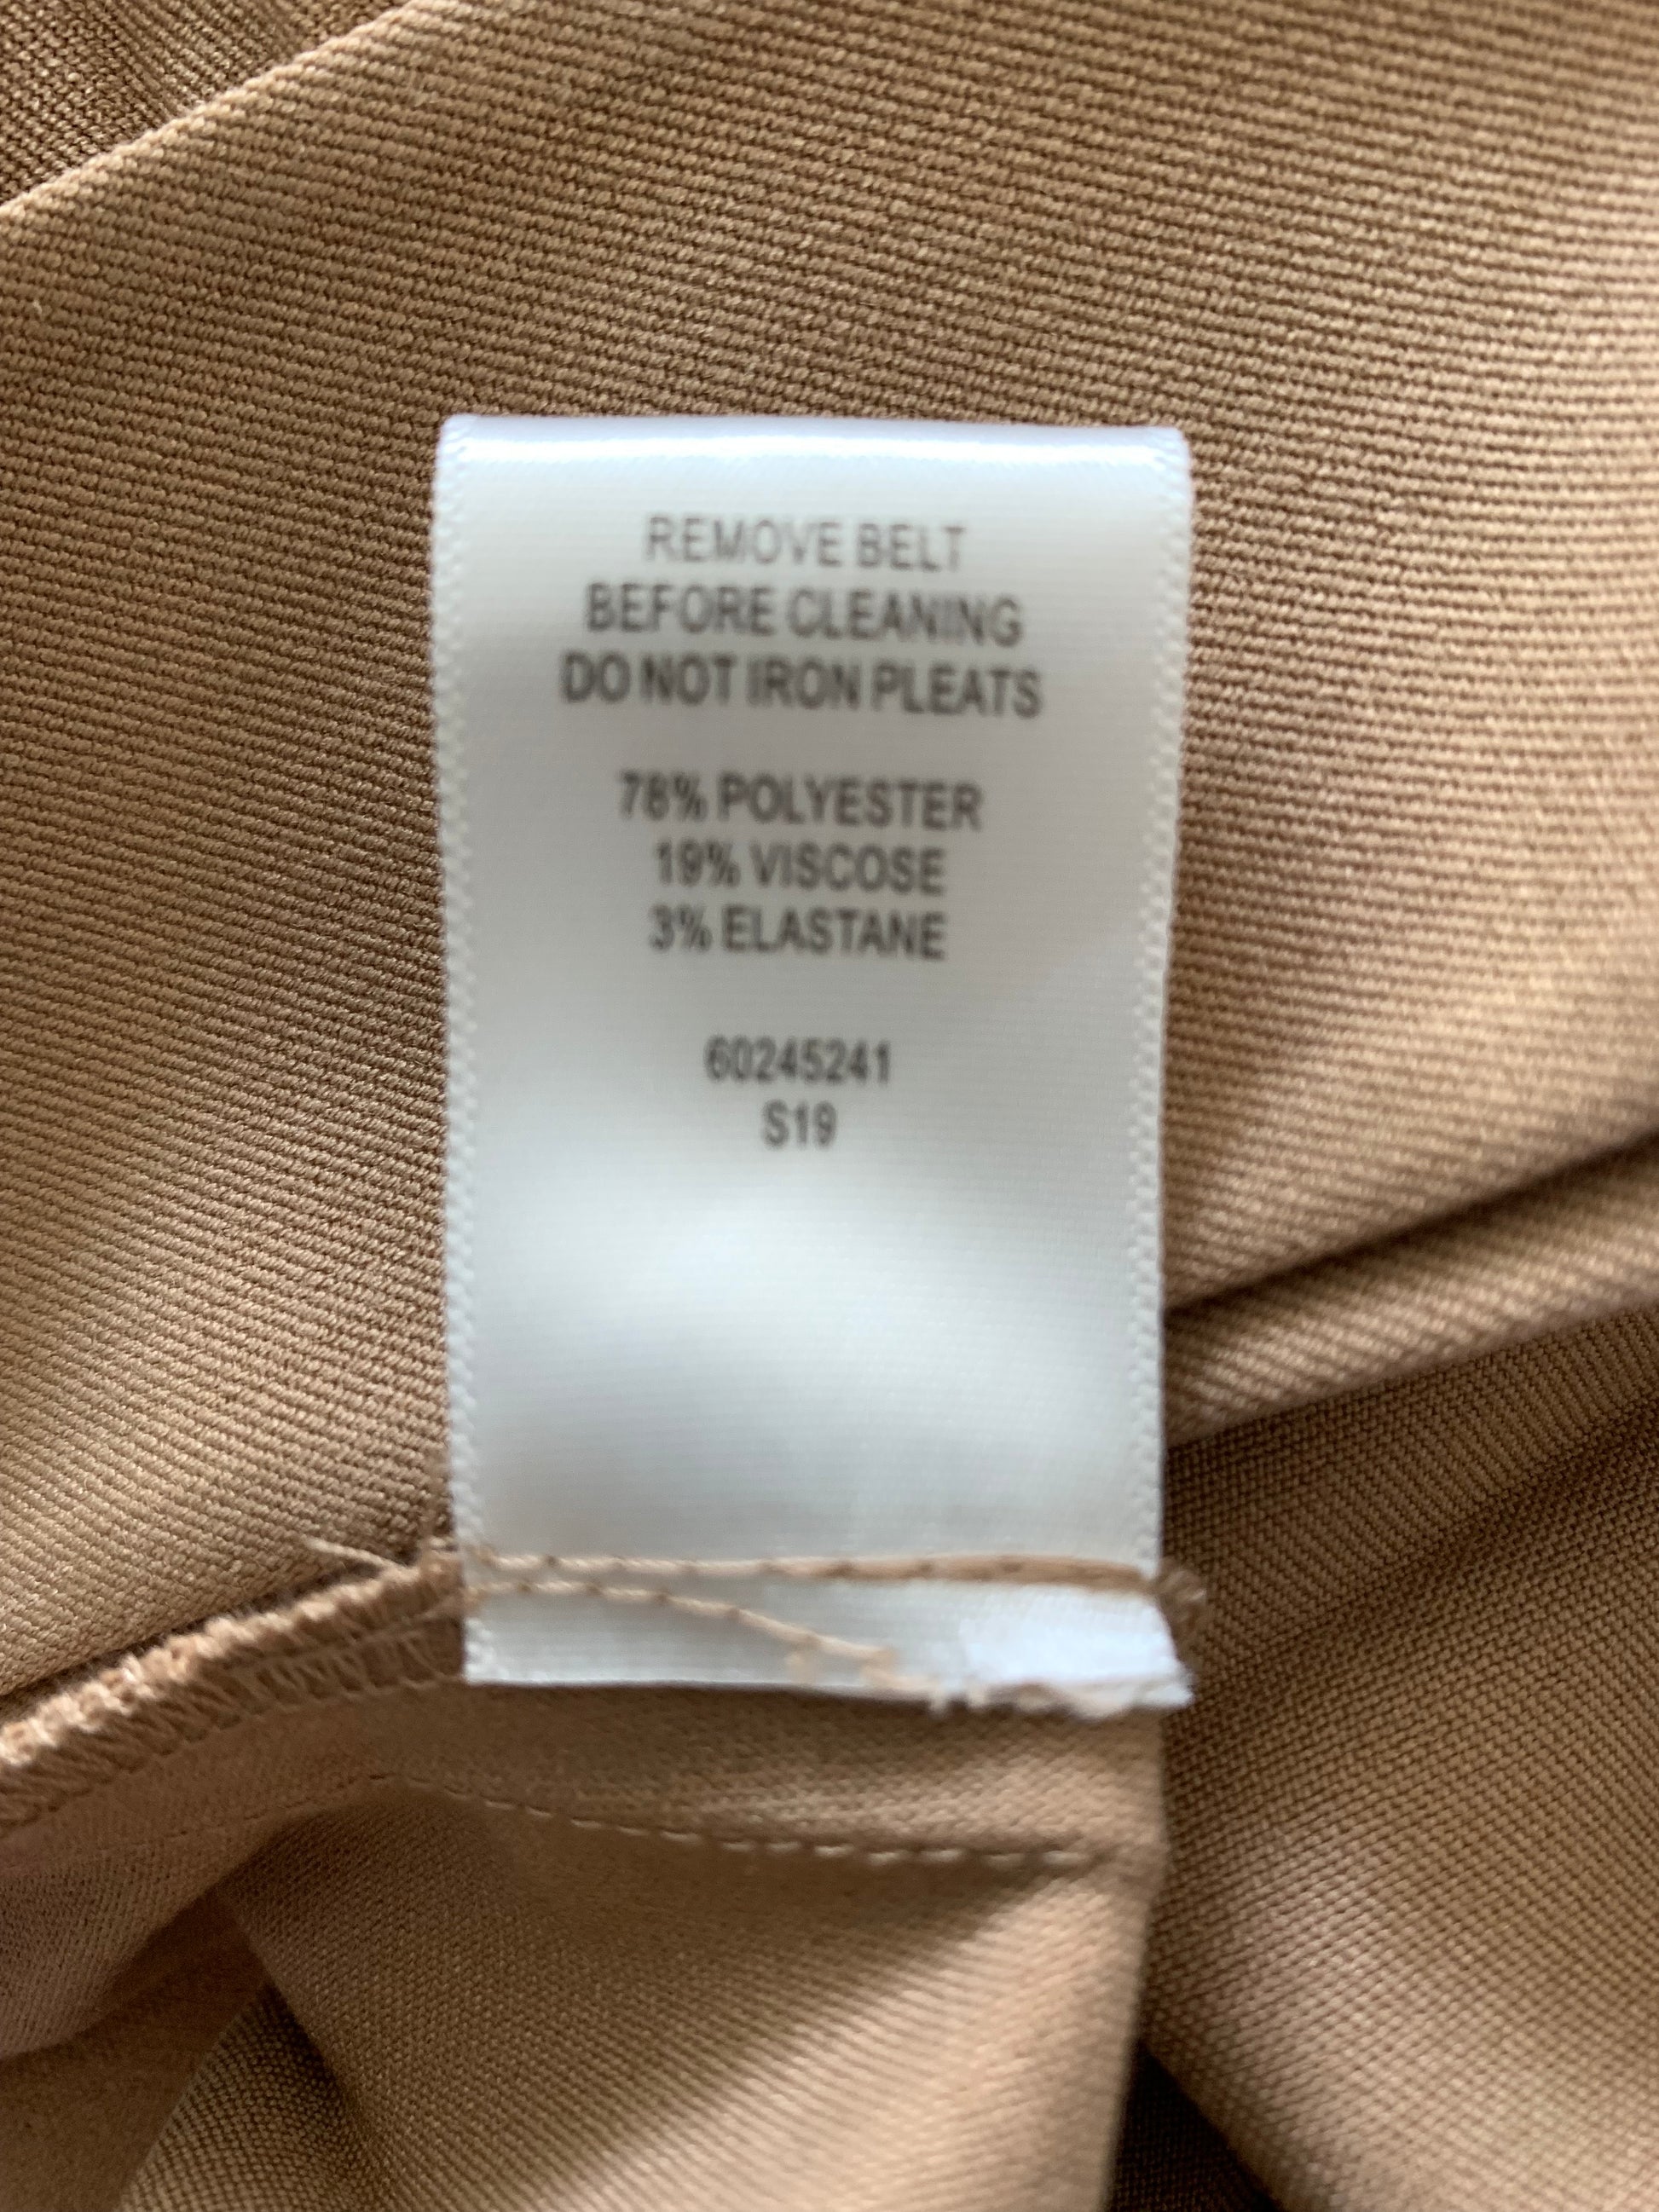 REMOVE BELT
BEFORE CLEANING
DO NOT IRON PLEATS
78% POLYESTER
19% VISCOSE
3% ELASTANE
60245241
S19